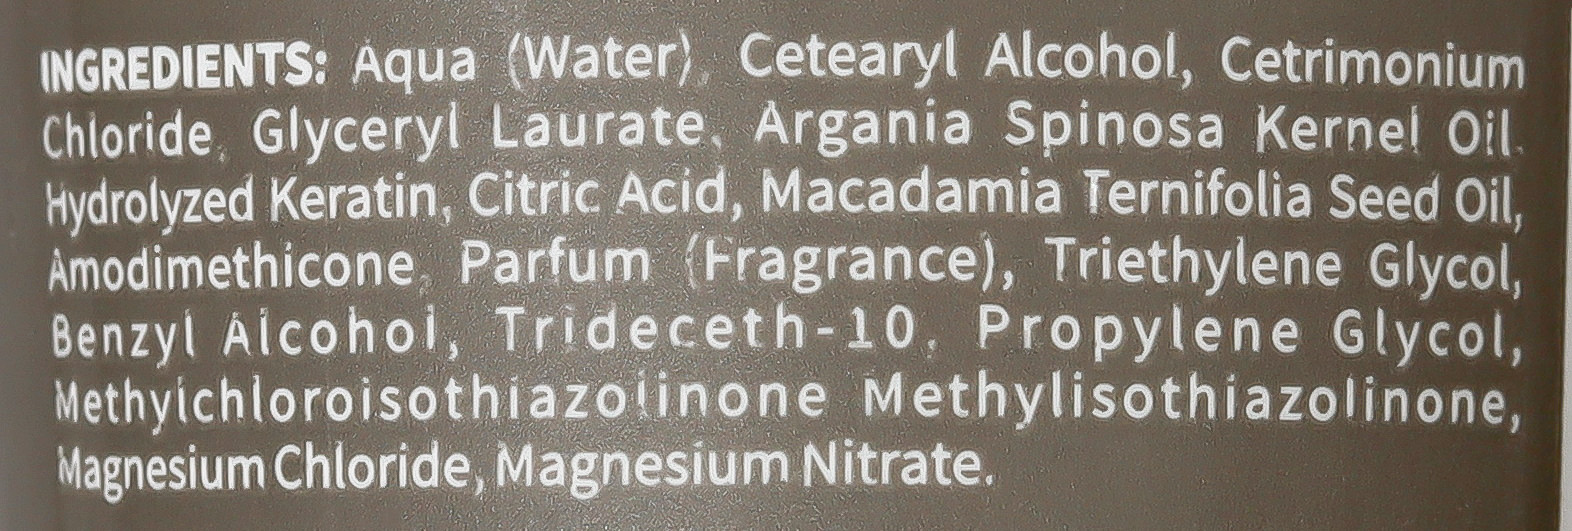 INGREDIENTS: Aqua (Water), Cetearyl Alcohol, Cetrimonium
Chloride, Glyceryl Laurate, Argania Spinosa Kernel Oil,
Hydrolyzed Keratin, Citric Acid, Macadamia Ternifolia Seed Oil,
Amodimethicone, Parfum (Fragrance), Triethylene Glycol,
Benzyl Alcohol, Trideceth-10, Propylene Glycol,
Methylchloroisothiazolinone Methylisothiazolinone,
Magnesium Chloride, Magnesium Nitrate.